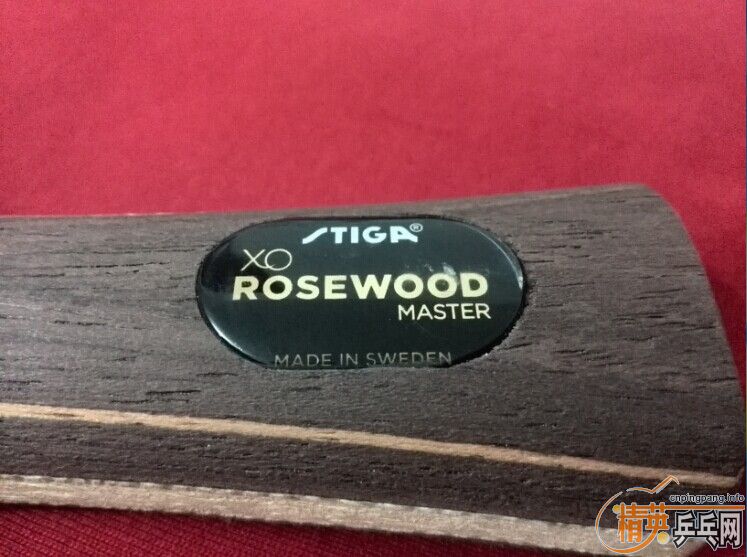 STIGA®
XO
ROSEWOOD
MASTER
MADE IN SWEDEN
cnpingpang.info
精英乒乓网